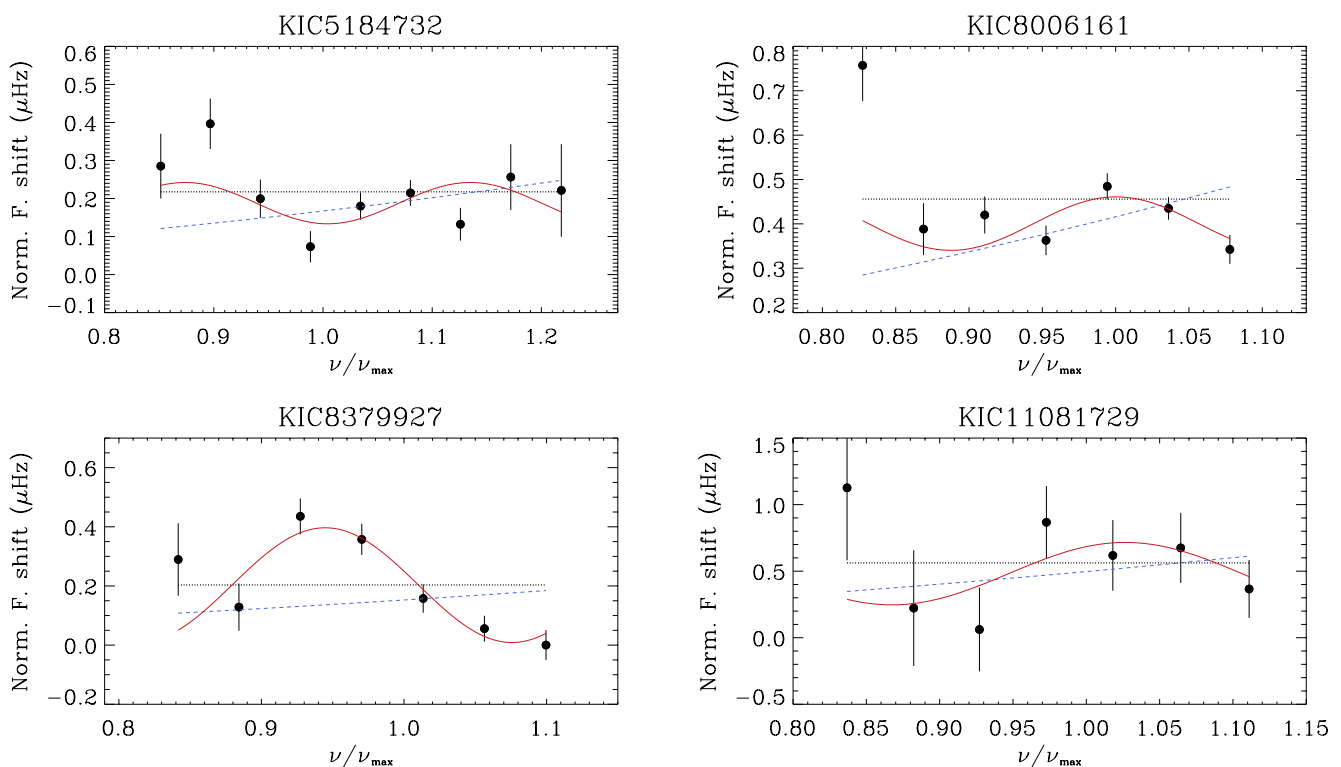 KIC5184732
Norm. F. shift (μHz)
0.6
0.5
0.4
0.3
0.2
0.1
0.0
−0.1
0.8 0.9 1.0 1.1 1.2
ν/νmax
KIC8006161
Norm. F. shift (μHz)
0.8
0.7
0.6
0.5
0.4
0.3
0.2
0.80 0.85 0.90 0.95 1.00 1.05 1.10
ν/νmax
KIC8379927
Norm. F. shift (μHz)
0.6
0.4
0.2
0.0
−0.2
0.8 0.9 1.0 1.1
ν/νmax
KIC11081729
Norm. F. shift (μHz)
1.5
1.0
0.5
0.0
−0.5
0.80 0.85 0.90 0.95 1.00 1.05 1.10 1.15
ν/νmax